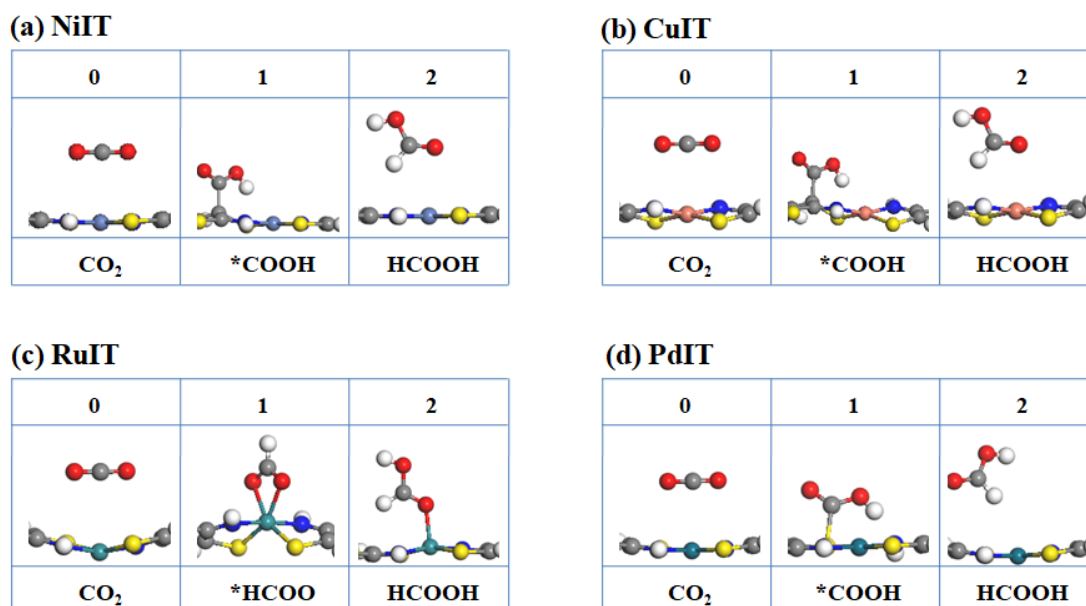 (a) NiIT
0 1 2
CO₂ *COOH HCOOH
(b) CuIT
0 1 2
CO₂ *COOH HCOOH
(c) RuIT
0 1 2
CO₂ *HCOO HCOOH
(d) PdIT
0 1 2
CO₂ *COOH HCOOH